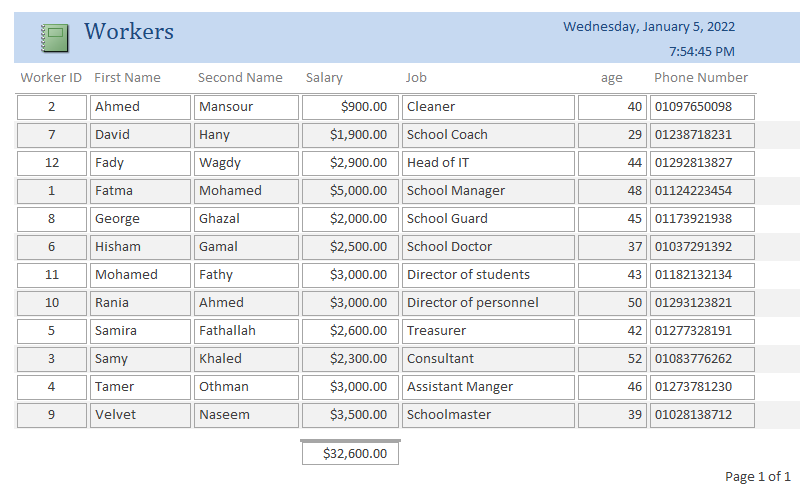 Workers
Wednesday, January 5, 2022
7:54:45 PM
Worker ID First Name Second Name Salary Job age Phone Number
2 Ahmed Mansour $900.00 Cleaner 40 01097650098
7 David Hany $1,900.00 School Coach 29 01238718231
12 Fady Wagdy $2,900.00 Head of IT 44 01292813827
1 Fatma Mohamed $5,000.00 School Manager 48 01124223454
8 George Ghazal $2,000.00 School Guard 45 01173921938
6 Hisham Gamal $2,500.00 School Doctor 37 01037291392
11 Mohamed Fathy $3,000.00 Director of students 43 01182132134
10 Rania Ahmed $3,000.00 Director of personnel 50 01293123821
5 Samira Fathallah $2,600.00 Treasurer 42 01277328191
3 Samy Khaled $2,300.00 Consultant 52 01083776262
4 Tamer Othman $3,000.00 Assistant Manger 46 01273781230
9 Velvet Naseem $3,500.00 Schoolmaster 39 01028138712
$32,600.00
Page 1 of 1